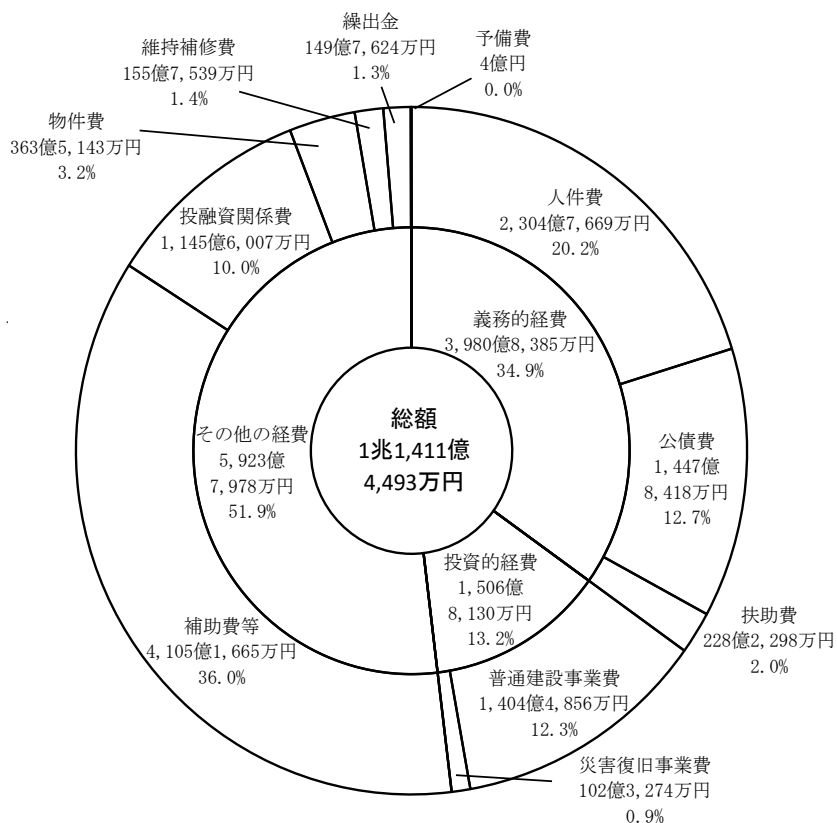 繰出金
149億7,624万円
1.3%
予備費
4億円
0.0%
維持補修費
155億7,539万円
1.4%
物件費
363億5,143万円
3.2%
投融資関係費
1,145億6,007万円
10.0%
人件費
2,304億7,669万円
20.2%
義務的経費
3,980億8,385万円
34.9%
総額
1兆1,411億
4,493万円
その他の経費
5,923億
7,978万円
51.9%
公債費
1,447億
8,418万円
12.7%
投資的経費
1,506億
8,130万円
13.2%
扶助費
228億2,298万円
2.0%
補助費等
4,105億1,665万円
36.0%
普通建設事業費
1,404億4,856万円
12.3%
災害復旧事業費
102億3,274万円
0.9%